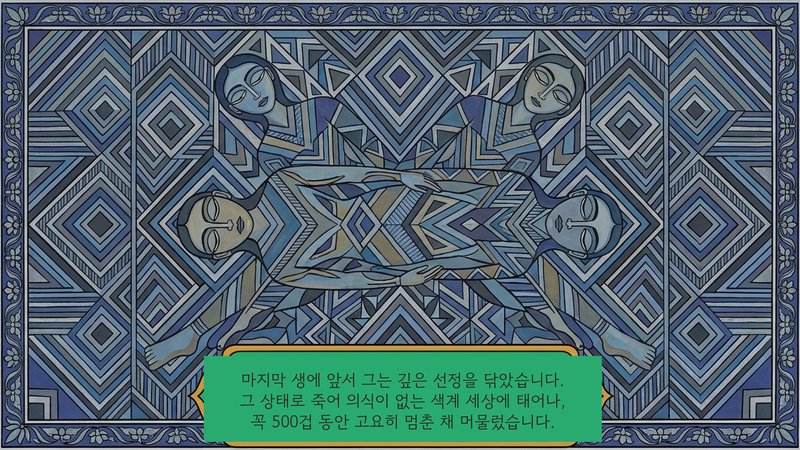 마지막 생에 앞서 그는 깊은 선정을 닦았습니다.
그 상태로 죽어 의식이 없는 색계 세상에 태어나,
꼭 500겁 동안 고요히 멈춘 채 머물렀습니다.